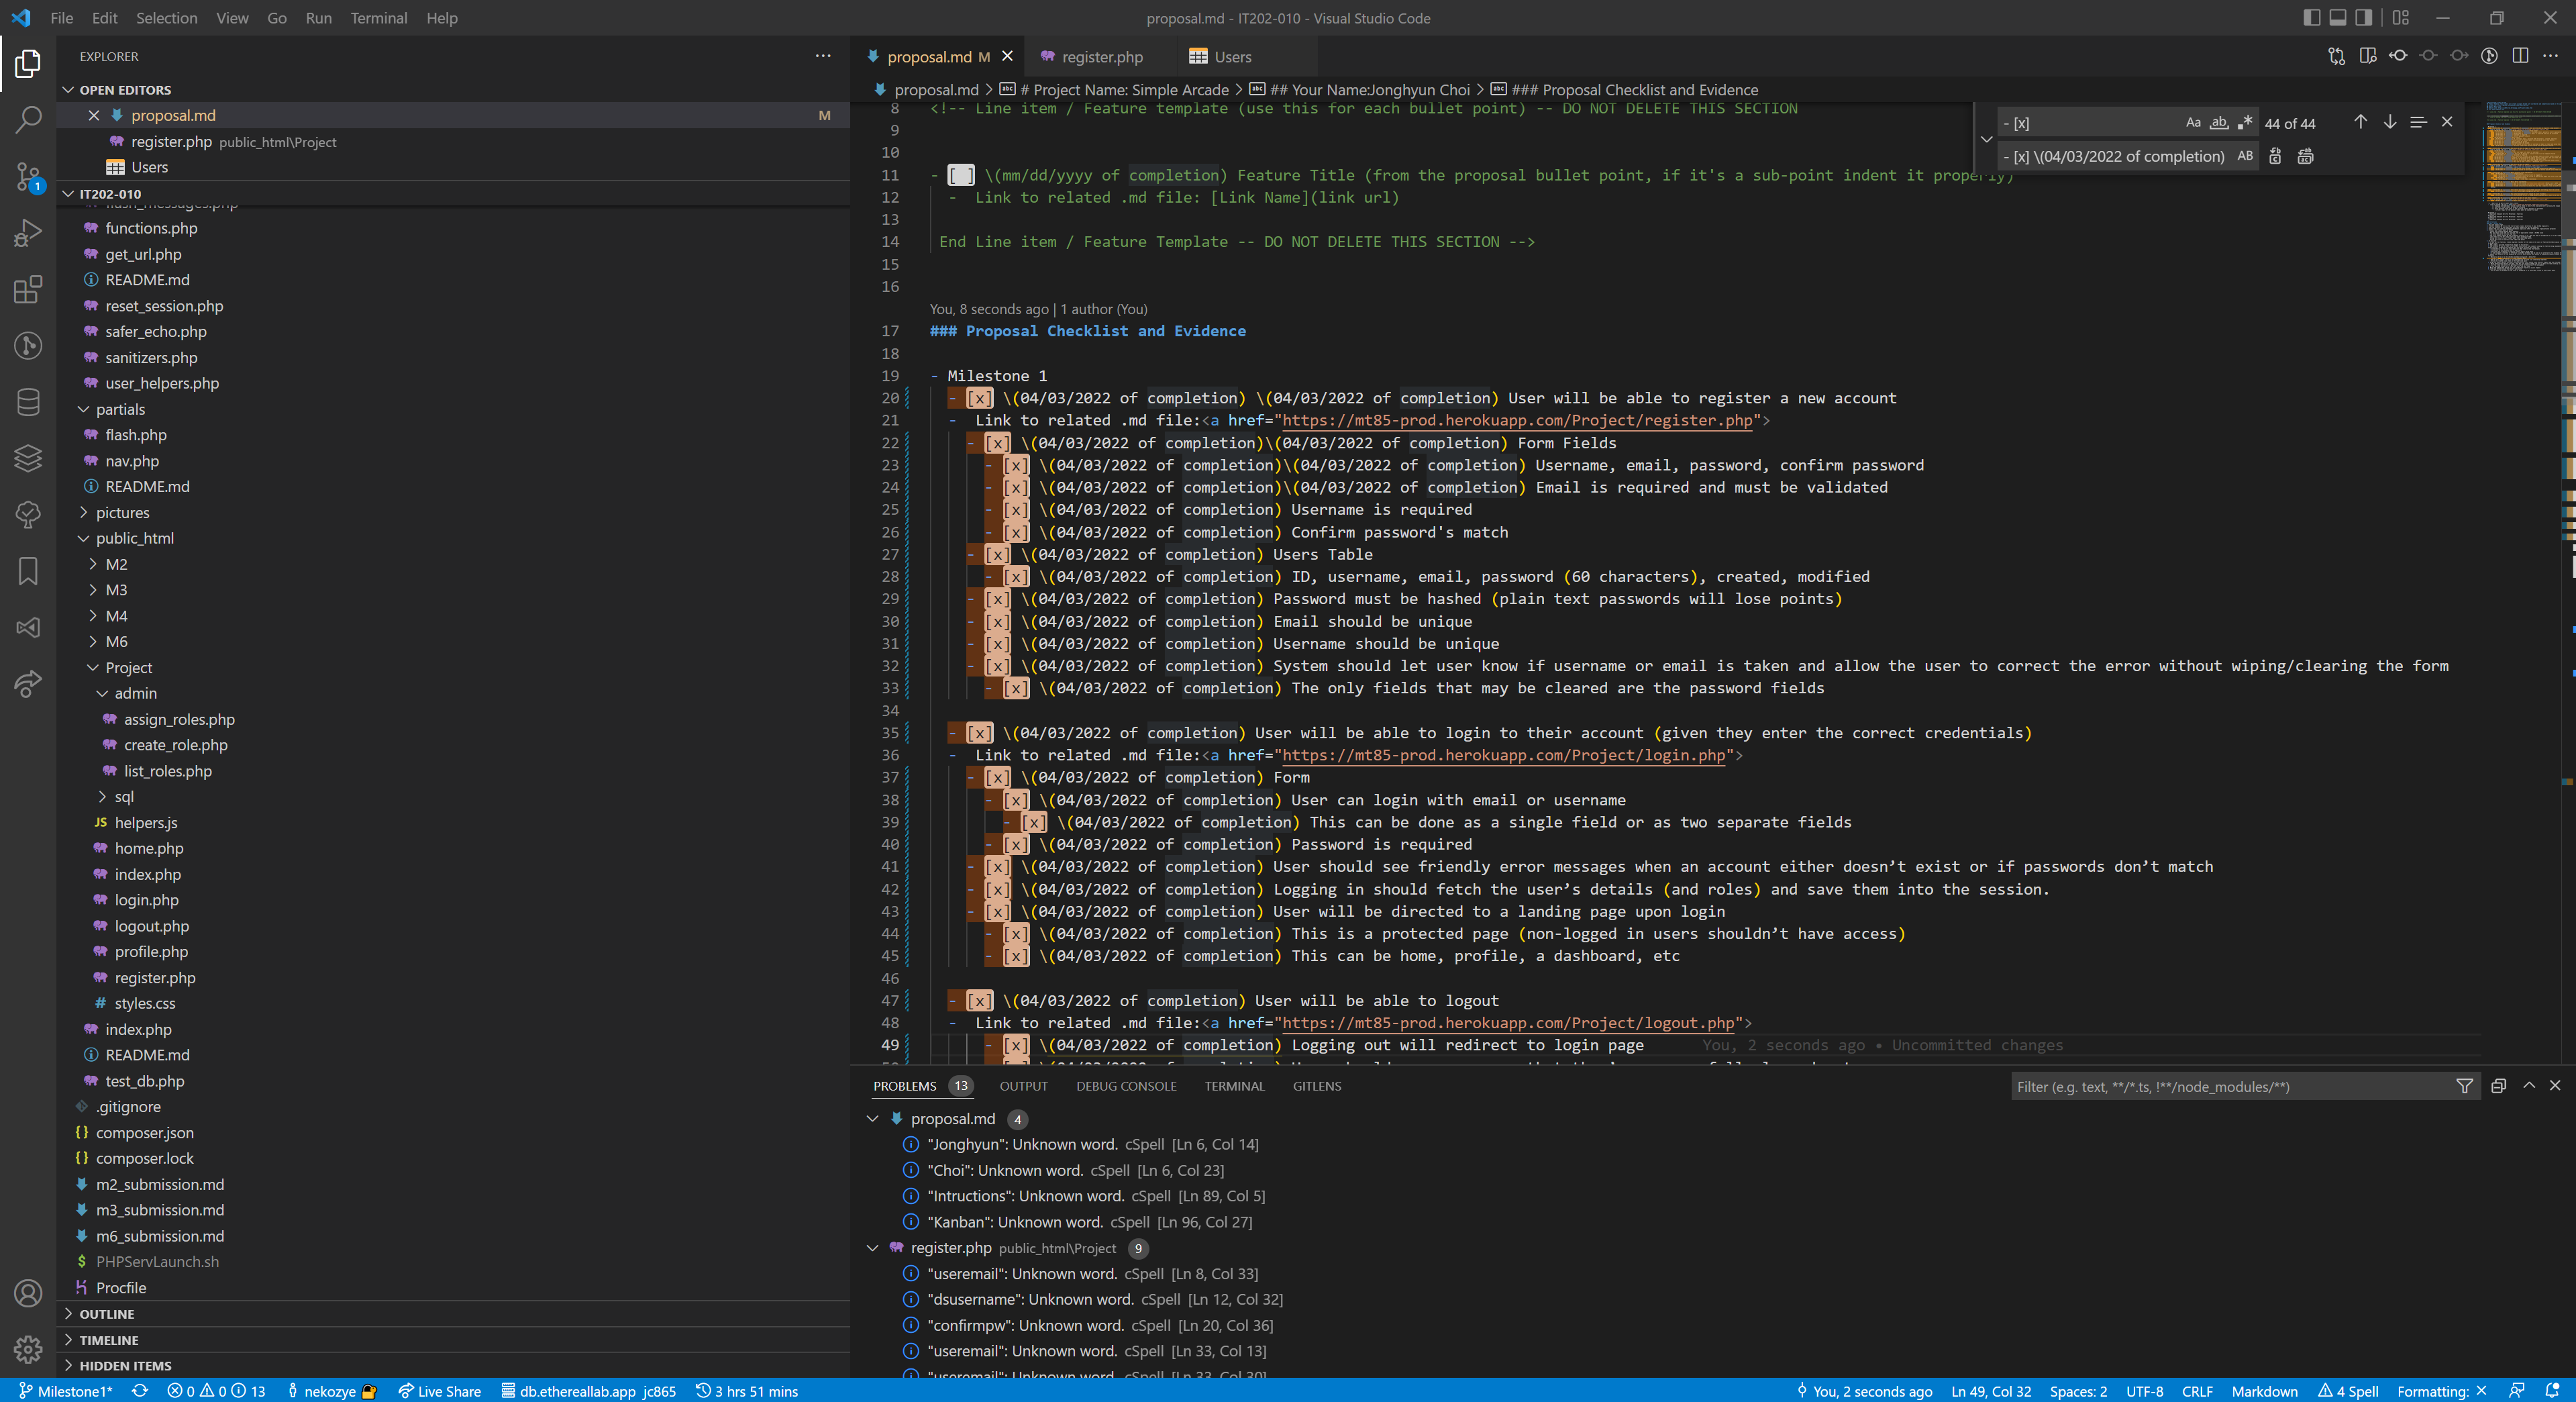 File Edit Selection View Go Run Terminal Help
proposal.md - IT202-010 - Visual Studio Code
EXPLORER
OPEN EDITORS
proposal.md M
register.php public_html\Project
Users
IT202-010
flash_messages.php
functions.php
get_url.php
README.md
reset_session.php
safer_echo.php
sanitizers.php
user_helpers.php
partials
flash.php
nav.php
README.md
pictures
public_html
M2
M3
M4
M6
Project
admin
assign_roles.php
create_role.php
list_roles.php
sql
JS helpers.js
home.php
index.php
login.php
logout.php
profile.php
register.php
# styles.css
index.php
README.md
test_db.php
.gitignore
{} composer.json
{} composer.lock
m2_submission.md
m3_submission.md
m6_submission.md
$ PHPServLaunch.sh
Procfile
OUTLINE
TIMELINE
HIDDEN ITEMS
1
proposal.md M register.php Users
proposal.md > # Project Name: Simple Arcade > ## Your Name:Jonghyun Choi > ### Proposal Checklist and Evidence
- [x] Aa ab 44 of 44
- [x] \(04/03/2022 of completion) AB
8 <!-- Line item / Feature template (use this for each bullet point) -- DO NOT DELETE THIS SECTION
9
10
11 - [ ] \(mm/dd/yyyy of completion) Feature Title (from the proposal bullet point, if it's a sub-point indent it properly)
12 - Link to related .md file: [Link Name](link url)
13
14 End Line item / Feature Template -- DO NOT DELETE THIS SECTION -->
15
16
You, 8 seconds ago | 1 author (You)
17 ### Proposal Checklist and Evidence
18
19 - Milestone 1
20 - [x] \(04/03/2022 of completion) \(04/03/2022 of completion) User will be able to register a new account
21 - Link to related .md file:<a href="https://mt85-prod.herokuapp.com/Project/register.php">
22 - [x] \(04/03/2022 of completion)\(04/03/2022 of completion) Form Fields
23 - [x] \(04/03/2022 of completion)\(04/03/2022 of completion) Username, email, password, confirm password
24 - [x] \(04/03/2022 of completion)\(04/03/2022 of completion) Email is required and must be validated
25 - [x] \(04/03/2022 of completion) Username is required
26 - [x] \(04/03/2022 of completion) Confirm password's match
27 - [x] \(04/03/2022 of completion) Users Table
28 - [x] \(04/03/2022 of completion) ID, username, email, password (60 characters), created, modified
29 - [x] \(04/03/2022 of completion) Password must be hashed (plain text passwords will lose points)
30 - [x] \(04/03/2022 of completion) Email should be unique
31 - [x] \(04/03/2022 of completion) Username should be unique
32 - [x] \(04/03/2022 of completion) System should let user know if username or email is taken and allow the user to correct the error without wiping/clearing the form
33 - [x] \(04/03/2022 of completion) The only fields that may be cleared are the password fields
34
35 - [x] \(04/03/2022 of completion) User will be able to login to their account (given they enter the correct credentials)
36 - Link to related .md file:<a href="https://mt85-prod.herokuapp.com/Project/login.php">
37 - [x] \(04/03/2022 of completion) Form
38 - [x] \(04/03/2022 of completion) User can login with email or username
39 - [x] \(04/03/2022 of completion) This can be done as a single field or as two separate fields
40 - [x] \(04/03/2022 of completion) Password is required
41 - [x] \(04/03/2022 of completion) User should see friendly error messages when an account either doesn’t exist or if passwords don’t match
42 - [x] \(04/03/2022 of completion) Logging in should fetch the user’s details (and roles) and save them into the session.
43 - [x] \(04/03/2022 of completion) User will be directed to a landing page upon login
44 - [x] \(04/03/2022 of completion) This is a protected page (non-logged in users shouldn’t have access)
45 - [x] \(04/03/2022 of completion) This can be home, profile, a dashboard, etc
46
47 - [x] \(04/03/2022 of completion) User will be able to logout
48 - Link to related .md file:<a href="https://mt85-prod.herokuapp.com/Project/logout.php">
49 - [x] \(04/03/2022 of completion) Logging out will redirect to login page You, 2 seconds ago • Uncommitted changes
PROBLEMS 13 OUTPUT DEBUG CONSOLE TERMINAL GITLENS
Filter (e.g. text, **/*.ts, !**/node_modules/**)
proposal.md 4
"Jonghyun": Unknown word. cSpell [Ln 6, Col 14]
"Choi": Unknown word. cSpell [Ln 6, Col 23]
"Intructions": Unknown word. cSpell [Ln 89, Col 5]
"Kanban": Unknown word. cSpell [Ln 96, Col 27]
register.php public_html\Project 9
"useremail": Unknown word. cSpell [Ln 8, Col 33]
"dsusername": Unknown word. cSpell [Ln 12, Col 32]
"confirmpw": Unknown word. cSpell [Ln 20, Col 36]
"useremail": Unknown word. cSpell [Ln 33, Col 13]
"useremail": Unknown word. cSpell [Ln 33, Col 30]
Milestone1* 0 0 13 nekozye Live Share db.ethereallab.app jc865 3 hrs 51 mins
You, 2 seconds ago Ln 49, Col 32 Spaces: 2 UTF-8 CRLF Markdown 4 Spell Formatting: ×